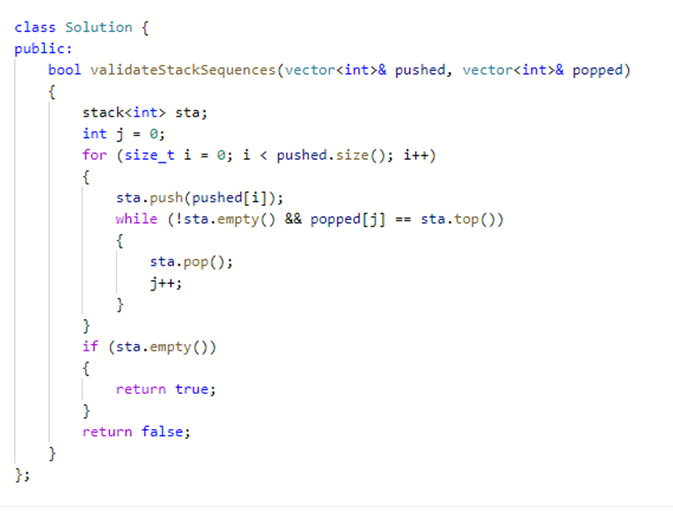 class Solution {
public:
    bool validateStackSequences(vector<int>& pushed, vector<int>& popped)
    {
        stack<int> sta;
        int j = 0;
        for (size_t i = 0; i < pushed.size(); i++)
        {
            sta.push(pushed[i]);
            while (!sta.empty() && popped[j] == sta.top())
            {
                sta.pop();
                j++;
            }
        }
        if (sta.empty())
        {
            return true;
        }
        return false;
    }
};